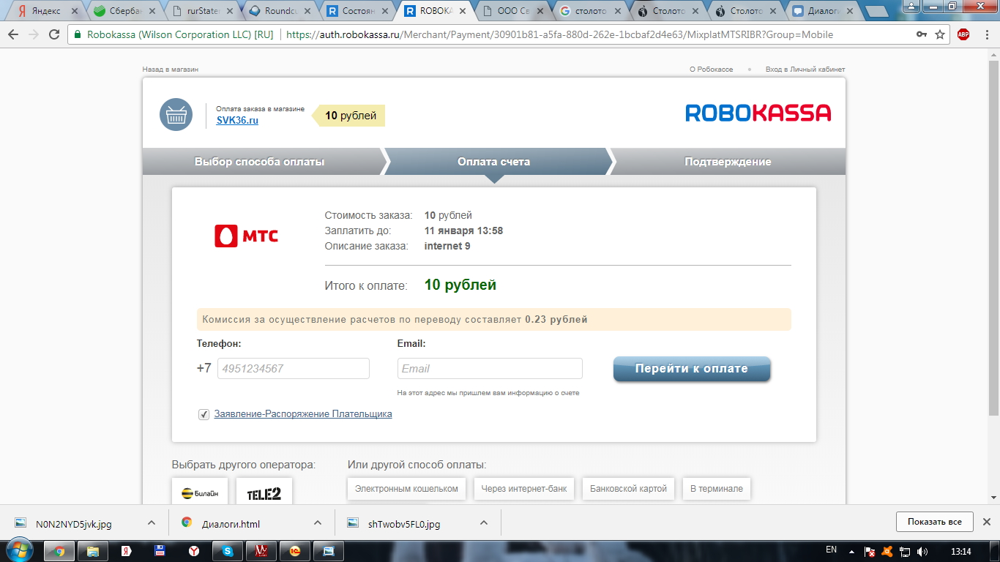 Яндекс
Сбербан
rurStatem
Roundcu
Состоян
ROBOKA
ООО Се
столото
Столото
Столото
Диалоги
Robokassa (Wilson Corporation LLC) [RU] https://auth.robokassa.ru/Merchant/Payment/30901b81-a5fa-880d-262e-1bcbaf2d4e63/MixplatMTSRIBR?Group=Mobile
ABP
Назад в магазин
О Робокассе • Вход в Личный кабинет
Оплата заказа в магазине
SVK36.ru
10 рублей
ROBOKASSA
Выбор способа оплаты
Оплата счета
Подтверждение
МТС
Стоимость заказа: 10 рублей
Заплатить до: 11 января 13:58
Описание заказа: internet 9
Итого к оплате: 10 рублей
Комиссия за осуществление расчетов по переводу составляет 0.23 рублей
Телефон:
Email:
+7 4951234567
Email
Перейти к оплате
На этот адрес мы пришлем вам информацию о счете
Заявление-Распоряжение Плательщика
Выбрать другого оператора:
Или другой способ оплаты:
Билайн
TELE2
Электронным кошельком
Через интернет-банк
Банковской картой
В терминале
N0N2NYD5jvk.jpg
Диалоги.html
shTwobv5FL0.jpg
Показать все
EN
13:14